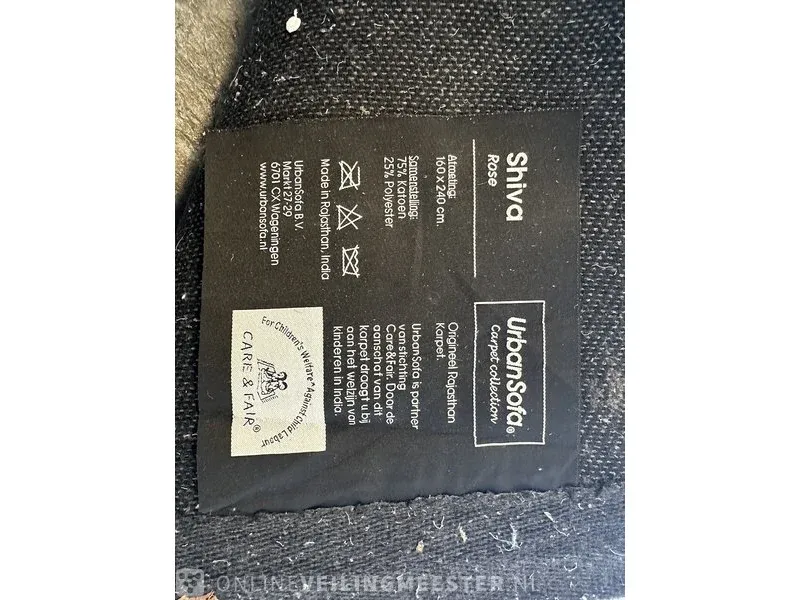 Shiva
Rose
Afmeting:
160 x 240 cm.
Samenstelling:
75% Katoen
25% Polyester
Made in Rajasthan, India
UrbanSofa B.V.
Markt 27-29
6701 CX Wageningen
www.urbansofa.nl
UrbanSofa®
Carpet collection
Origineel Rajasthan
Karpet.
UrbanSofa is partner
van stichting
Care&Fair. Door de
aanschaf van dit
karpet draagt u bij
aan het welzijn van
kinderen in India.
For Children's Welfare * Against Child Labour
CARE & FAIR®
ONLINEVEILINGMEESTER.NL